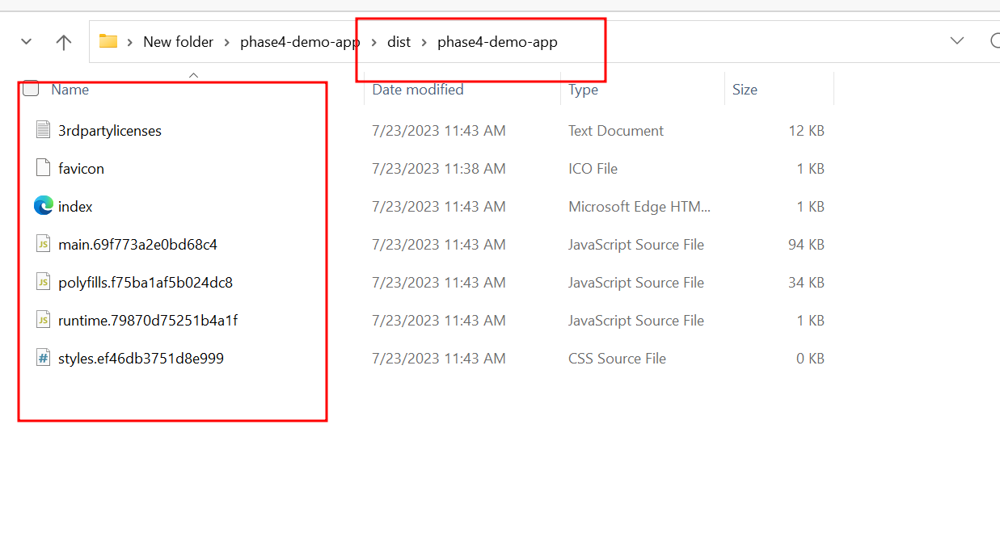 New folder > phase4-demo-app > dist > phase4-demo-app
Name Date modified Type Size
3rdpartylicenses 7/23/2023 11:43 AM Text Document 12 KB
favicon 7/23/2023 11:38 AM ICO File 1 KB
index 7/23/2023 11:43 AM Microsoft Edge HTM... 1 KB
main.69f773a2e0bd68c4 7/23/2023 11:43 AM JavaScript Source File 94 KB
polyfills.f75ba1af5b024dc8 7/23/2023 11:43 AM JavaScript Source File 34 KB
runtime.79870d75251b4a1f 7/23/2023 11:43 AM JavaScript Source File 1 KB
styles.ef46db3751d8e999 7/23/2023 11:43 AM CSS Source File 0 KB